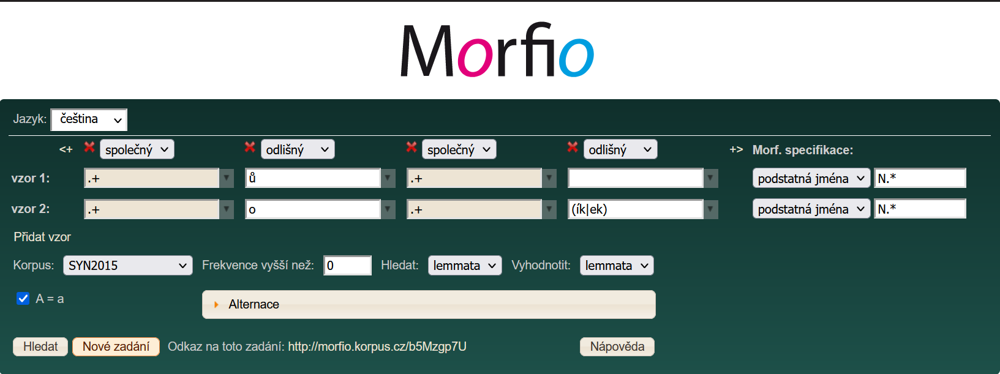 Morfio
Jazyk: čeština
<+ společný odlišný společný odlišný +> Morf. specifikace:
vzor 1: .+ ů .+ podstatná jména N.*
vzor 2: .+ o .+ (ík|ek) podstatná jména N.*
Přidat vzor
Korpus: SYN2015 Frekvence vyšší než: 0 Hledat: lemmata Vyhodnotit: lemmata
A = a Alternace
Hledat Nové zadání Odkaz na toto zadání: http://morfio.korpus.cz/b5Mzgp7U Nápověda